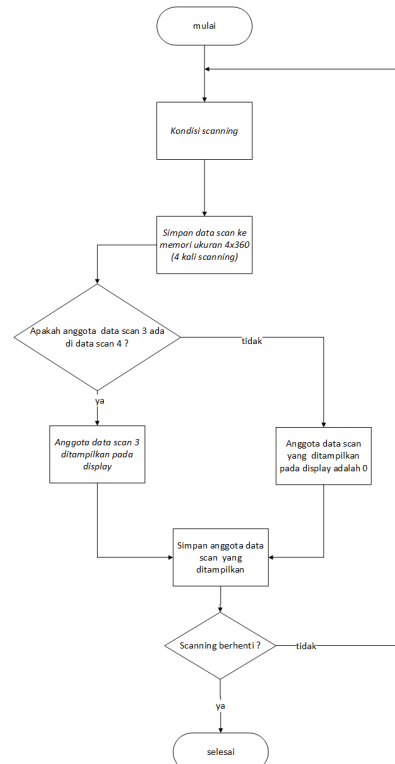 mulai
Kondisi scanning
Simpan data scan ke
memori ukuran 4x360
(4 kali scanning)
Apakah anggota data scan 3 ada
di data scan 4 ?
tidak
ya
Anggota data scan 3
ditampilkan pada
display
Anggota data scan
yang ditampilkan
pada display adalah 0
Simpan anggota data
scan yang
ditampilkan
Scanning berhenti ?
tidak
ya
selesai